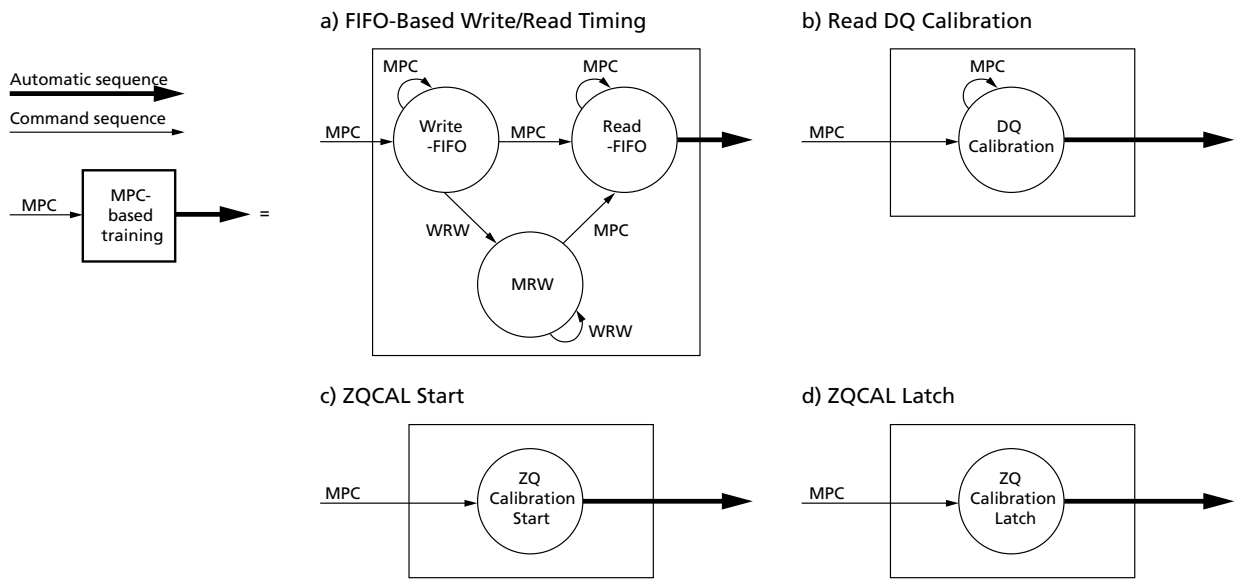 a) FIFO-Based Write/Read Timing
b) Read DQ Calibration
Automatic sequence
Command sequence
MPC
MPC-
based
training
=
MPC
MPC
MPC
Write
-FIFO
MPC
Read
-FIFO
WRW
MPC
MRW
WRW
MPC
MPC
DQ
Calibration
c) ZQCAL Start
d) ZQCAL Latch
MPC
ZQ
Calibration
Start
MPC
ZQ
Calibration
Latch